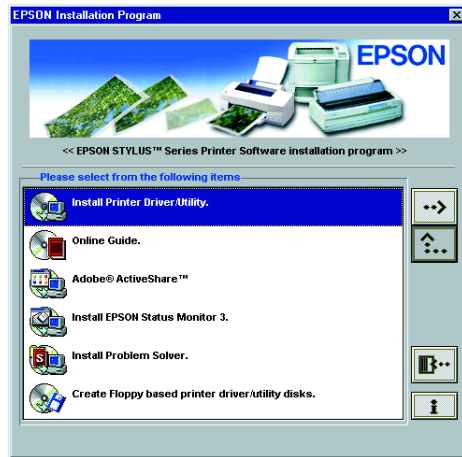 EPSON Installation Program
EPSON
<< EPSON STYLUS™ Series Printer Software installation program >>
Please select from the following items
Install Printer Driver/Utility.
Online Guide.
Adobe® ActiveShare™
Install EPSON Status Monitor 3.
Install Problem Solver.
Create Floppy based printer driver/utility disks.